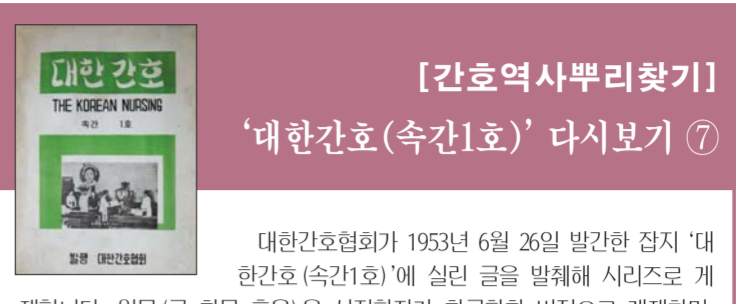 대한간호
THE KOREAN NURSING
속간 1호
발행 대한간호협회
[간호역사뿌리찾기]
‘대한간호(속간1호)’ 다시보기 ⑦
대한간호협회가 1953년 6월 26일 발간한 잡지 ‘대
한간호(속간1호)’에 실린 글을 발췌해 시리즈로 게